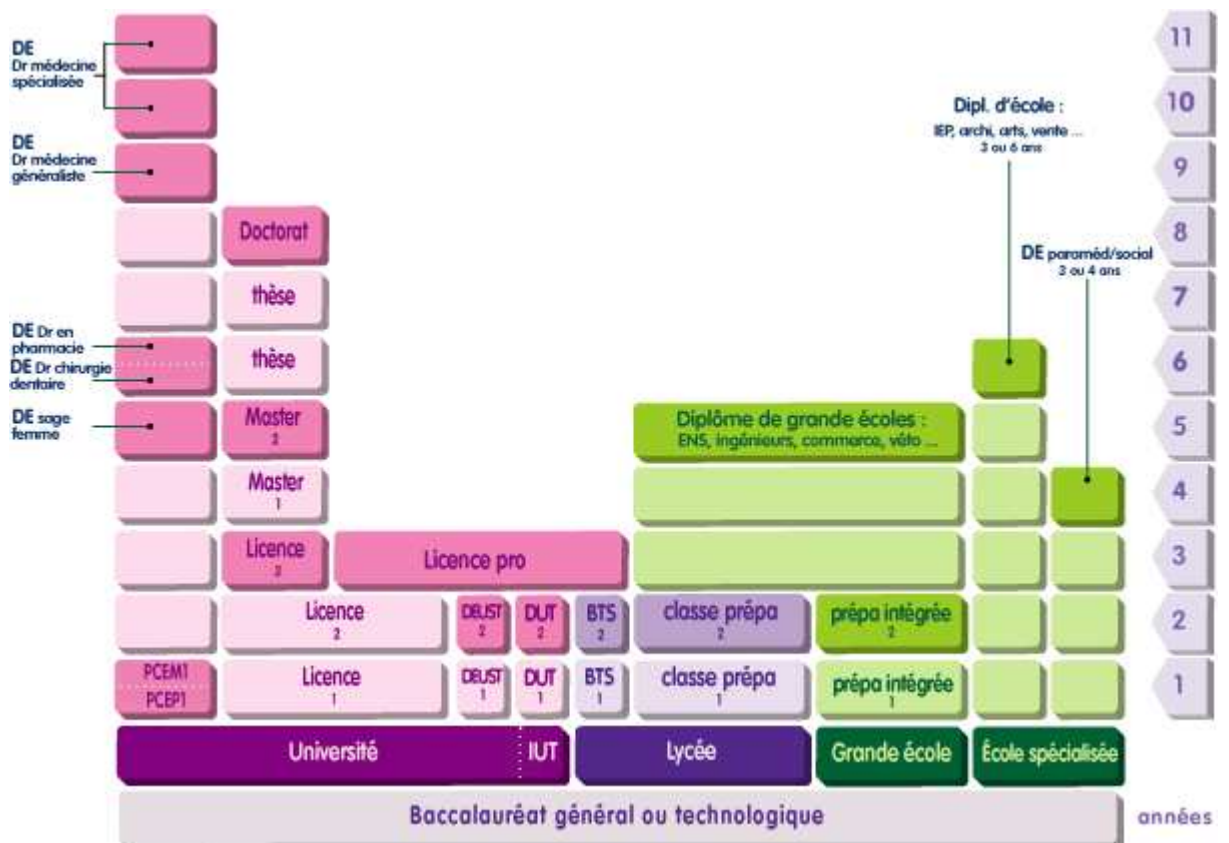 DE
Dr médecine
spécialisée
11
10
Dipl. d'école :
IEP, archi, arts, vente ...
3 ou 6 ans
DE
Dr médecine
généraliste
9
Doctorat
8
DE paraméd/social
3 ou 4 ans
thèse
7
DE Dr en
pharmacie
DE Dr chirurgie
dentaire
thèse
6
DE sage
femme
Master
2
Diplôme de grande écoles :
ENS, ingénieurs, commerce, véto ...
5
Master
1
4
Licence
3
Licence pro
3
Licence
2
DEUST
2
DUT
2
BTS
2
classe prépa
2
prépa intégrée
2
2
PCEM1
PCEP1
Licence
1
DEUST
1
DUT
1
BTS
1
classe prépa
1
prépa intégrée
1
1
Université
IUT
Lycée
Grande école
École spécialisée
Baccalauréat général ou technologique
années